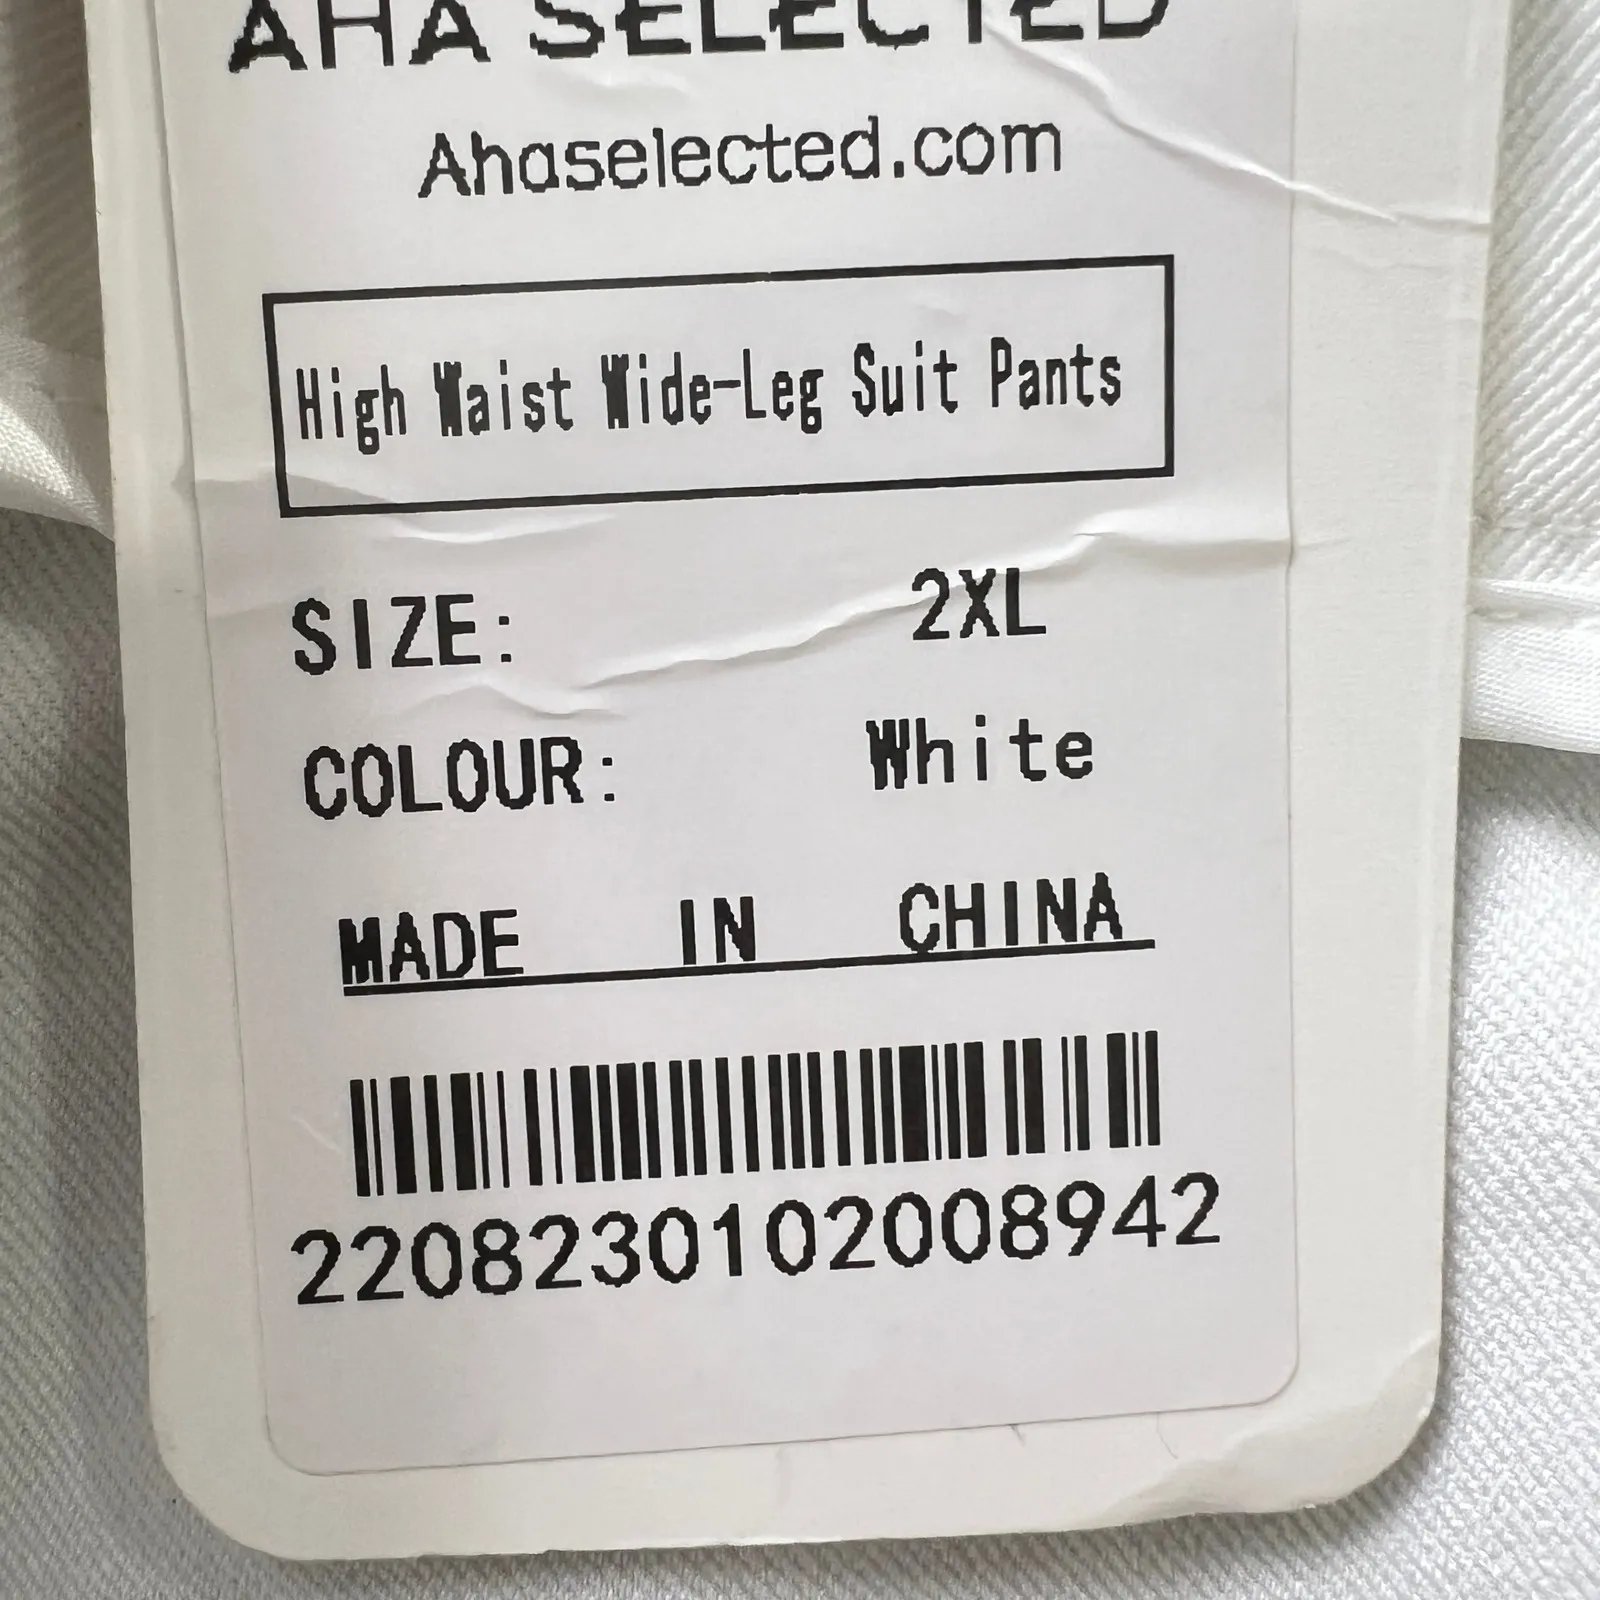 AHA SELECTED
Ahaselected.com
High Waist Wide-Leg Suit Pants
SIZE: 2XL
COLOUR: White
MADE IN CHINA
2208230102008942